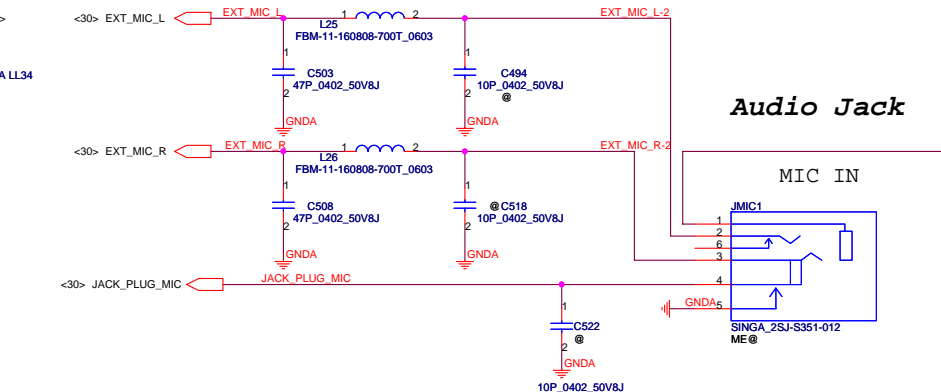 >
<30> EXT_MIC_L
EXT_MIC_L
1
2
EXT_MIC_L-2
L25
FBM-11-160808-700T_0603
A LL34
1
C503
47P_0402_50V8J
2
GNDA
1
C494
10P_0402_50V8J
@
2
GNDA
Audio Jack
<30> EXT_MIC_R
EXT_MIC_R
1
2
EXT_MIC_R-2
L26
FBM-11-160808-700T_0603
MIC IN
1
C508
47P_0402_50V8J
2
GNDA
1
@ C518
10P_0402_50V8J
2
GNDA
JMIC1
1
2
6
3
4
5
<30> JACK_PLUG_MIC
JACK_PLUG_MIC
GNDA
SINGA_2SJ-S351-012
ME@
1
C522
@
2
GNDA
10P_0402_50V8J